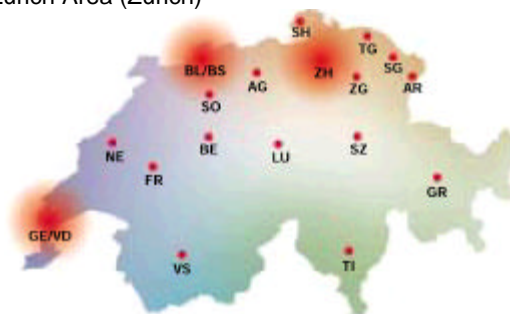 Zurich Area (Zurich)
SH
TG
BL/BS
ZH
SG
AG
ZG
AR
SO
NE
BE
LU
SZ
FR
GR
GE/VD
VS
TI